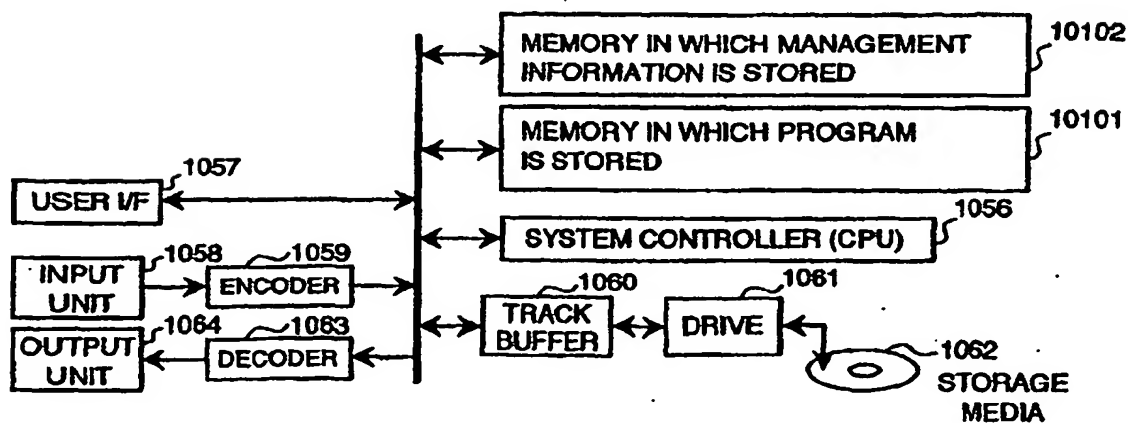 MEMORY IN WHICH MANAGEMENT
INFORMATION IS STORED
10102
MEMORY IN WHICH PROGRAM
IS STORED
10101
1057
USER I/F
1056
SYSTEM CONTROLLER (CPU)
1058
INPUT
UNIT
1059
ENCODER
1060
TRACK
BUFFER
1061
DRIVE
1064
OUTPUT
UNIT
1063
DECODER
1062
STORAGE
MEDIA